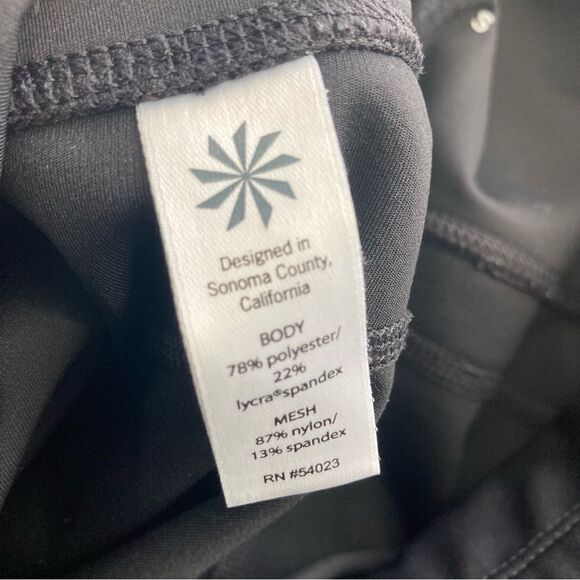 S
Designed in
Sonoma County,
California
BODY
78% polyester/
22%
lycra®spandex
MESH
87% nylon/
13% spandex
RN #54023